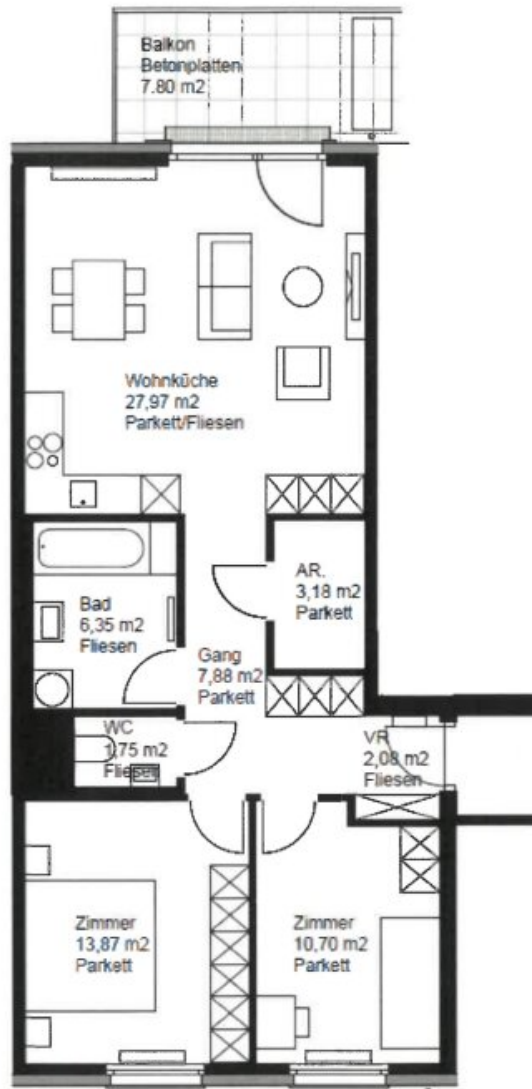 Balkon
Betonplatten
7.80 m2
Wohnküche
27,97 m2
Parkett/Fliesen
AR.
3,18 m2
Parkett
Bad
6,35 m2
Fliesen
Gang
7,88 m2
Parkett
WC
1,75 m2
Fliesen
VR
2,08 m2
Fliesen
Zimmer
13,87 m2
Parkett
Zimmer
10,70 m2
Parkett